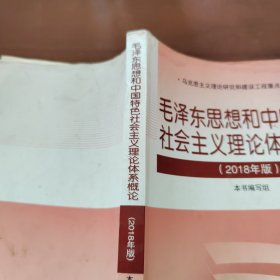 ·马克思主义理论研究和建设工程重点
毛泽东思想和中
社会主义理论体
(2018年版)
本书编写组
毛泽东思想和中国特色社会主义理论体系概论
(2018年版)
本